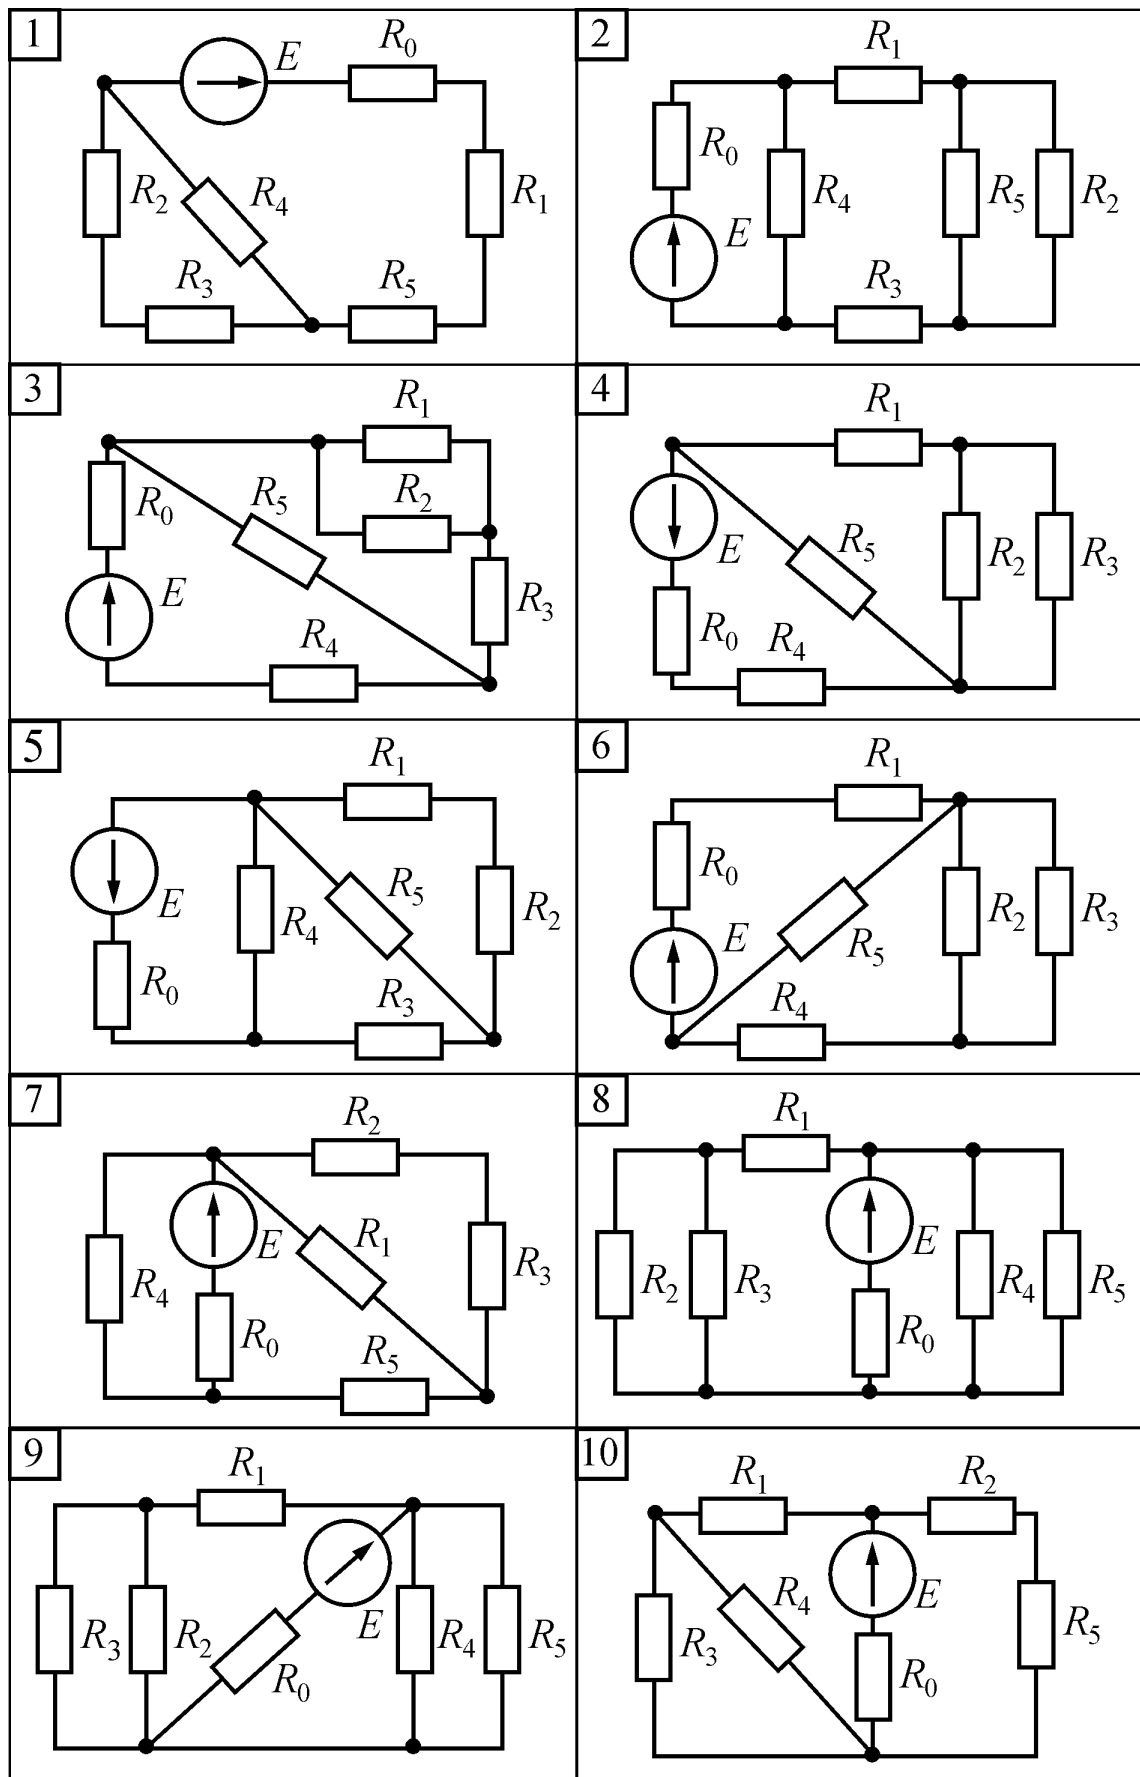 1
E R₀
R₂ R₄ R₁
R₃ R₅
2
R₁
R₀ R₄ R₅ R₂
E
R₃
3
R₁
R₀ R₅ R₂
E R₃
R₄
4
R₁
E R₅ R₂ R₃
R₀ R₄
5
R₁
E R₄ R₅ R₂
R₀ R₃
6
R₁
R₀ R₂ R₃
E R₅
R₄
7
R₂
R₄ E R₁ R₃
R₀ R₅
8
R₁
E
R₂ R₃ R₄ R₅
R₀
9
R₁
R₃ R₂ E R₄ R₅
R₀
10
R₁ R₂
R₄ E
R₃ R₅
R₀